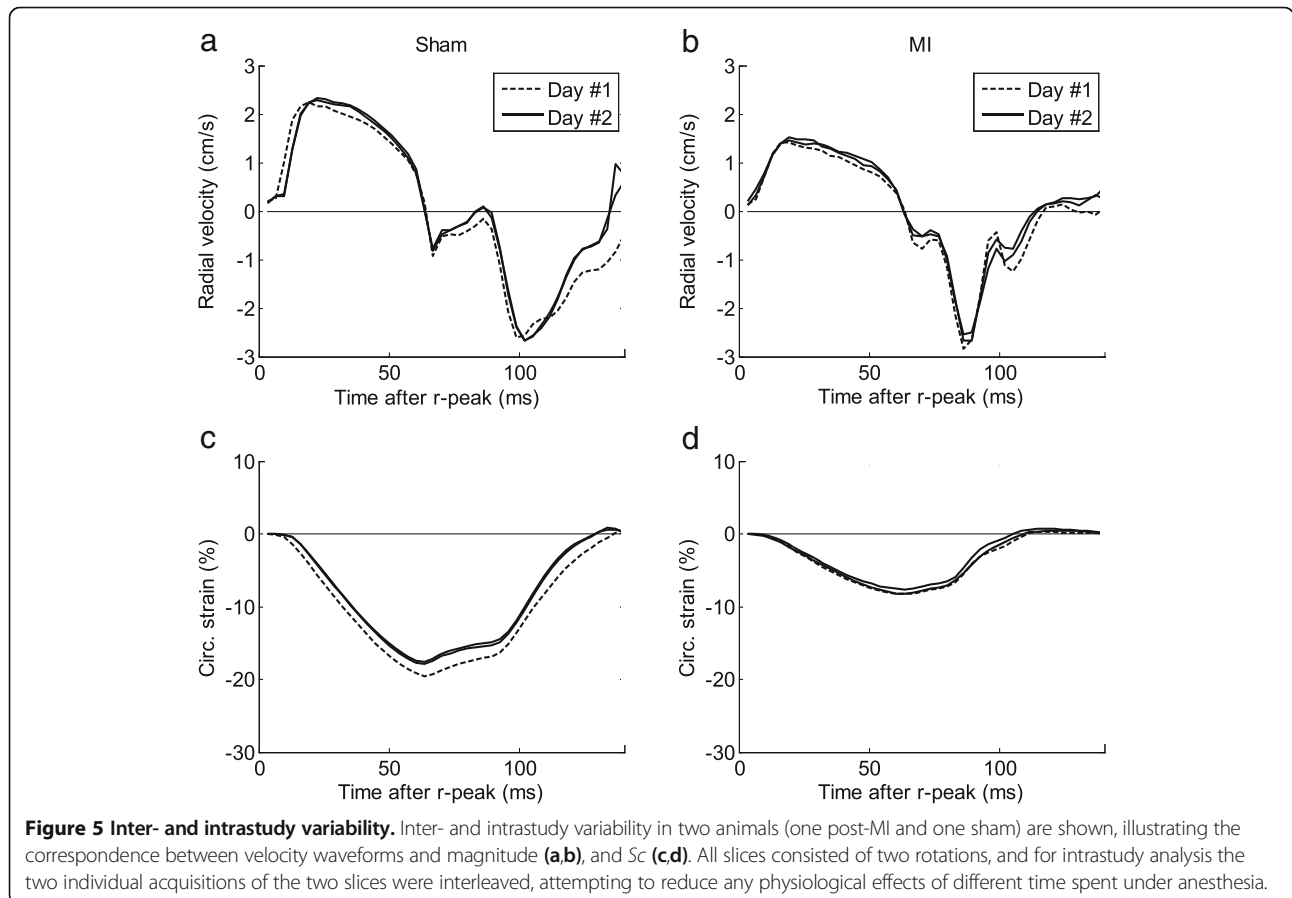 a
Sham
3
2
1
0
-1
-2
-3
Radial velocity (cm/s)
Day #1
Day #2
0
50
100
Time after r-peak (ms)
b
MI
3
2
1
0
-1
-2
-3
Radial velocity (cm/s)
Day #1
Day #2
0
50
100
Time after r-peak (ms)
c
10
0
-10
-20
-30
Circ. strain (%)
0
50
100
Time after r-peak (ms)
d
10
0
-10
-20
-30
Circ. strain (%)
0
50
100
Time after r-peak (ms)
Figure 5 Inter- and intrastudy variability. Inter- and intrastudy variability in two animals (one post-MI and one sham) are shown, illustrating the
correspondence between velocity waveforms and magnitude (a,b), and Sc (c,d). All slices consisted of two rotations, and for intrastudy analysis the
two individual acquisitions of the two slices were interleaved, attempting to reduce any physiological effects of different time spent under anesthesia.